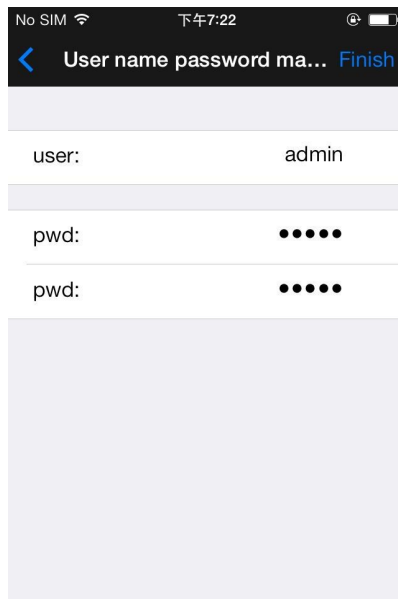 No SIM 下午7:22
User name password ma... Finish
user: admin
pwd: •••••
pwd: •••••